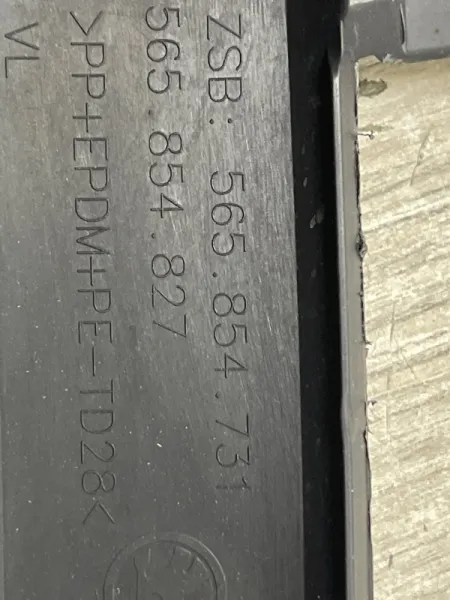 ZSB: 565.854.731
565.854.827
>PP+EPDM+PE-TD28<
VL